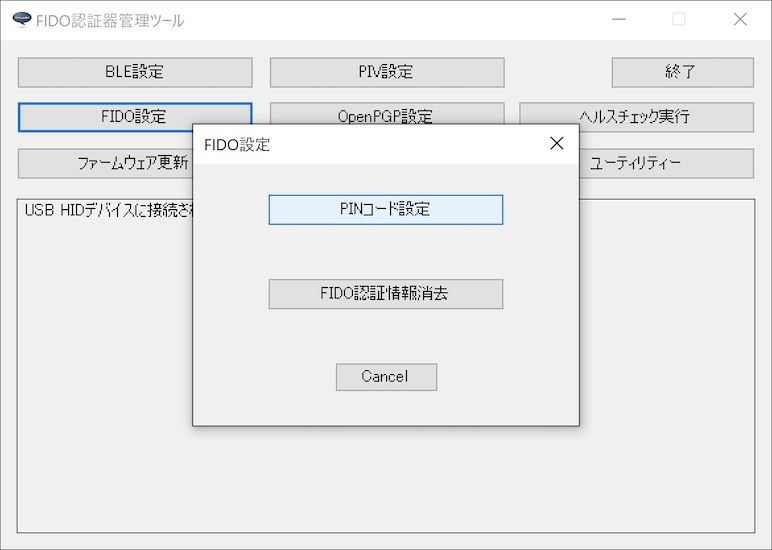 FIDO認証器管理ツール
BLE設定
PIV設定
終了
FIDO設定
OpenPGP設定
ヘルスチェック実行
ファームウェア更新
ユーティリティー
USB HIDデバイスに接続さ
FIDO設定
PINコード設定
FIDO認証情報消去
Cancel